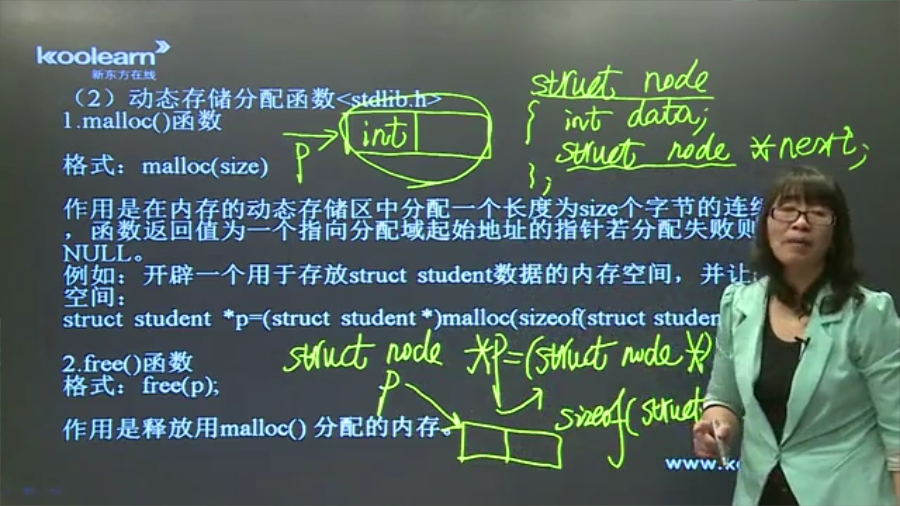 koolearn
新东方在线
（2）动态存储分配函数<stdlib.h>
1.malloc()函数
格式：malloc(size)
作用是在内存的动态存储区中分配一个长度为size个字节的连续
，函数返回值为一个指向分配域起始地址的指针若分配失败则
NULL。
例如：开辟一个用于存放struct student数据的内存空间，并让
空间：
struct student *p=(struct student*)malloc(sizeof(struct student
2.free()函数
格式：free(p);
作用是释放用malloc() 分配的内存。
struct node
{ int data;
struct node *next;
};
p
int
struct node *p=(struct node *)
p
sizeof(struct
www.k